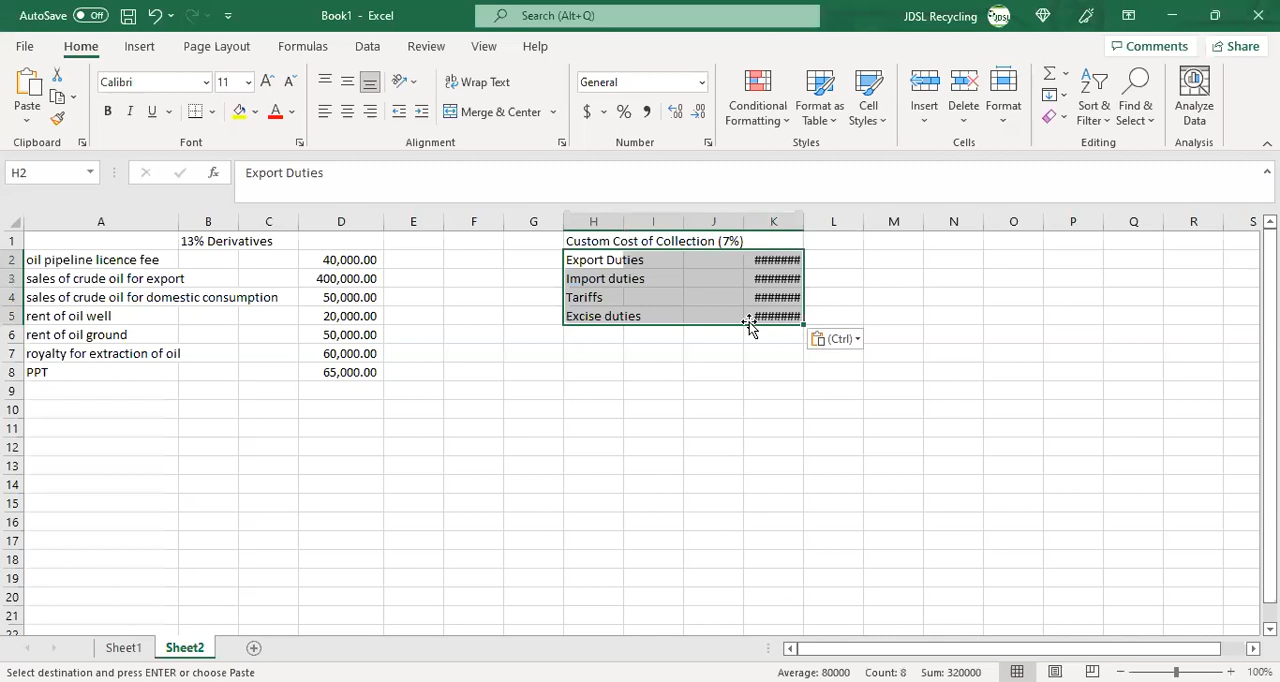 AutoSave Off Book1 - Excel Search (Alt+Q) JDSL Recycling JDSL
File Home Insert Page Layout Formulas Data Review View Help Comments Share
Paste Calibri 11 A A Wrap Text General Conditional Formatting Format as Table Cell Styles Insert Delete Format Sort & Filter Find & Select Analyze Data
B I U A Merge & Center $ % ,
Clipboard Font Alignment Number Styles Cells Editing Analysis
H2 fx Export Duties
A B C D E F G H I J K L M N O P Q R S
1 13% Derivatives Custom Cost of Collection (7%)
2 oil pipeline licence fee 40,000.00 Export Duties #######
3 sales of crude oil for export 400,000.00 Import duties #######
4 sales of crude oil for domestic consumption 50,000.00 Tariffs #######
5 rent of oil well 20,000.00 Excise duties #######
6 rent of oil ground 50,000.00 (Ctrl)
7 royalty for extraction of oil 60,000.00
8 PPT 65,000.00
9
10
11
12
13
14
15
16
17
18
19
20
21
22
Sheet1 Sheet2
Select destination and press ENTER or choose Paste Average: 80000 Count: 8 Sum: 320000 100%